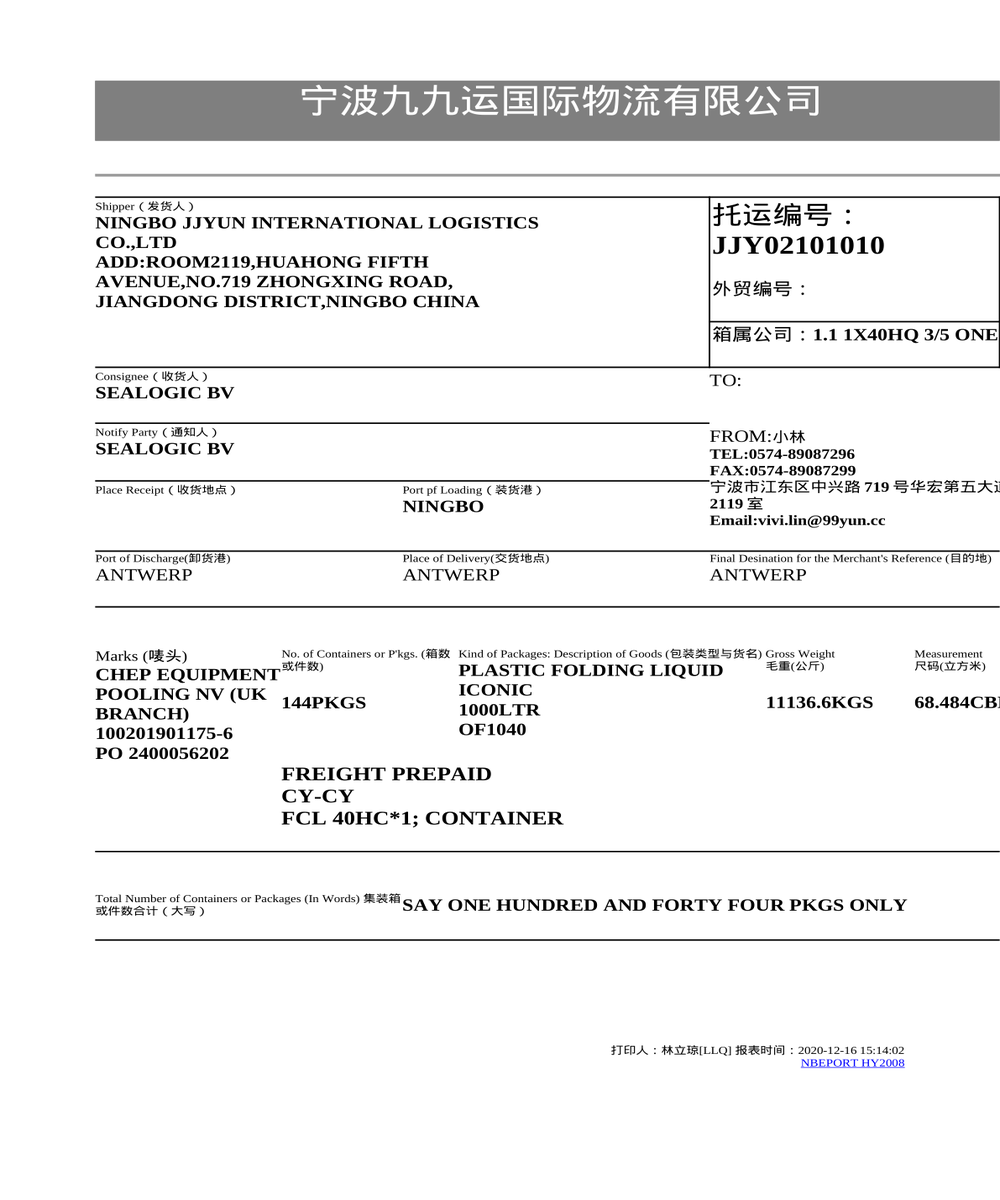 宁波九九运国际物流有限公司
Shipper（发货人）
NINGBO JJYUN INTERNATIONAL LOGISTICS
CO.,LTD
ADD:ROOM2119,HUAHONG FIFTH
AVENUE,NO.719 ZHONGXING ROAD,
JIANGDONG DISTRICT,NINGBO CHINA
托运编号：
JJY02101010
外贸编号：
箱属公司：1.1 1X40HQ 3/5 ONE
Consignee（收货人）
SEALOGIC BV
TO:
Notify Party（通知人）
SEALOGIC BV
FROM:小林
TEL:0574-89087296
FAX:0574-89087299
宁波市江东区中兴路 719 号华宏第五大道
2119 室
Email:vivi.lin@99yun.cc
Place Receipt（收货地点）
Port pf Loading（装货港）
NINGBO
Port of Discharge(卸货港)
ANTWERP
Place of Delivery(交货地点)
ANTWERP
Final Desination for the Merchant's Reference (目的地)
ANTWERP
Marks (唛头)
CHEP EQUIPMENT
POOLING NV (UK
BRANCH)
100201901175-6
PO 2400056202
No. of Containers or P'kgs. (箱数
或件数)
144PKGS
Kind of Packages: Description of Goods (包装类型与货名)
PLASTIC FOLDING LIQUID
ICONIC
1000LTR
OF1040
Gross Weight
毛重(公斤)
11136.6KGS
Measurement
尺码(立方米)
68.484CB
FREIGHT PREPAID
CY-CY
FCL 40HC*1; CONTAINER
Total Number of Containers or Packages (In Words) 集装箱
或件数合计（大写）
SAY ONE HUNDRED AND FORTY FOUR PKGS ONLY
打印人：林立琼[LLQ] 报表时间：2020-12-16 15:14:02
NBEPORT HY2008